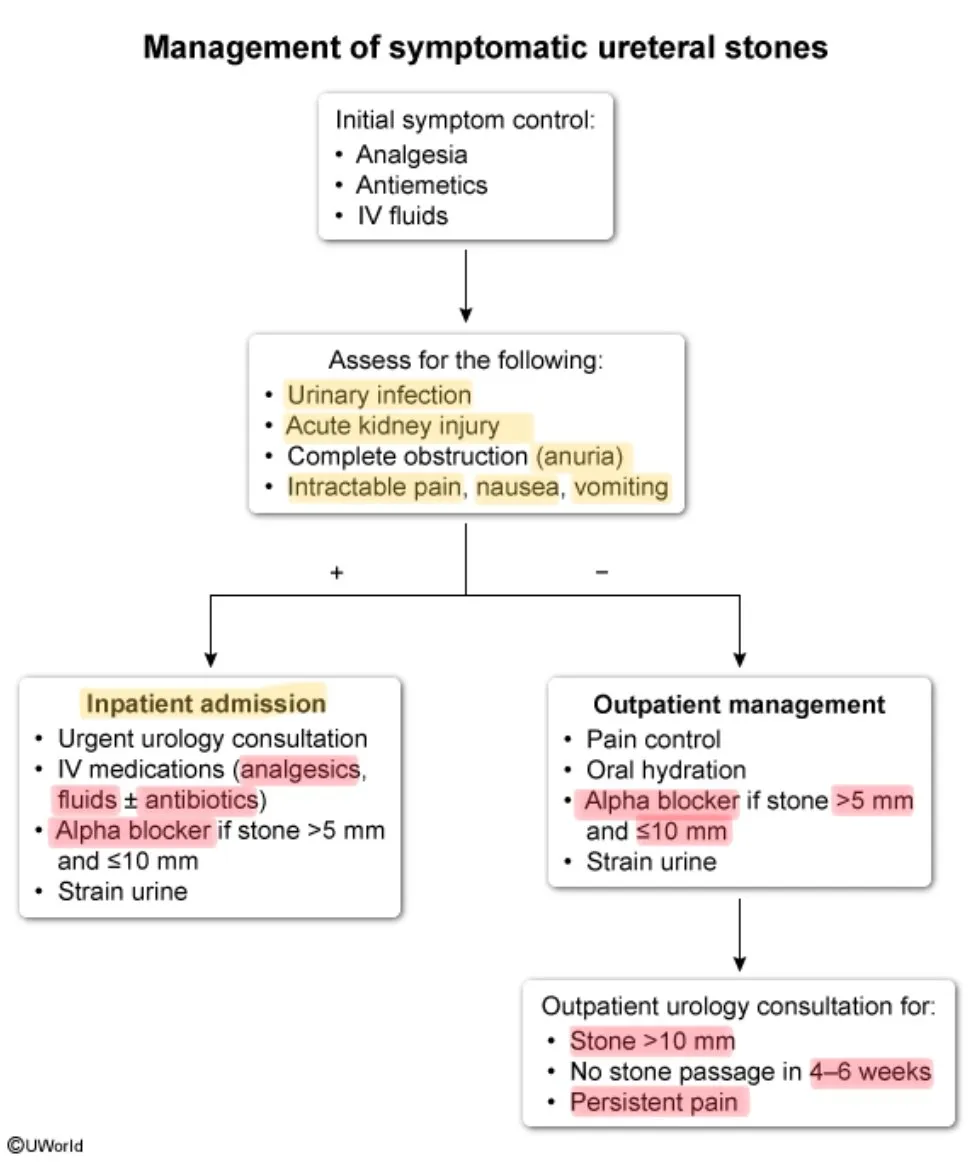 Management of symptomatic ureteral stones
Initial symptom control:
• Analgesia
• Antiemetics
• IV fluids
Assess for the following:
• Urinary infection
• Acute kidney injury
• Complete obstruction (anuria)
• Intractable pain, nausea, vomiting
+
–
Inpatient admission
• Urgent urology consultation
• IV medications (analgesics,
fluids ± antibiotics)
• Alpha blocker if stone >5 mm
and ≤10 mm
• Strain urine
Outpatient management
• Pain control
• Oral hydration
• Alpha blocker if stone >5 mm
and ≤10 mm
• Strain urine
Outpatient urology consultation for:
• Stone >10 mm
• No stone passage in 4–6 weeks
• Persistent pain
©UWorld